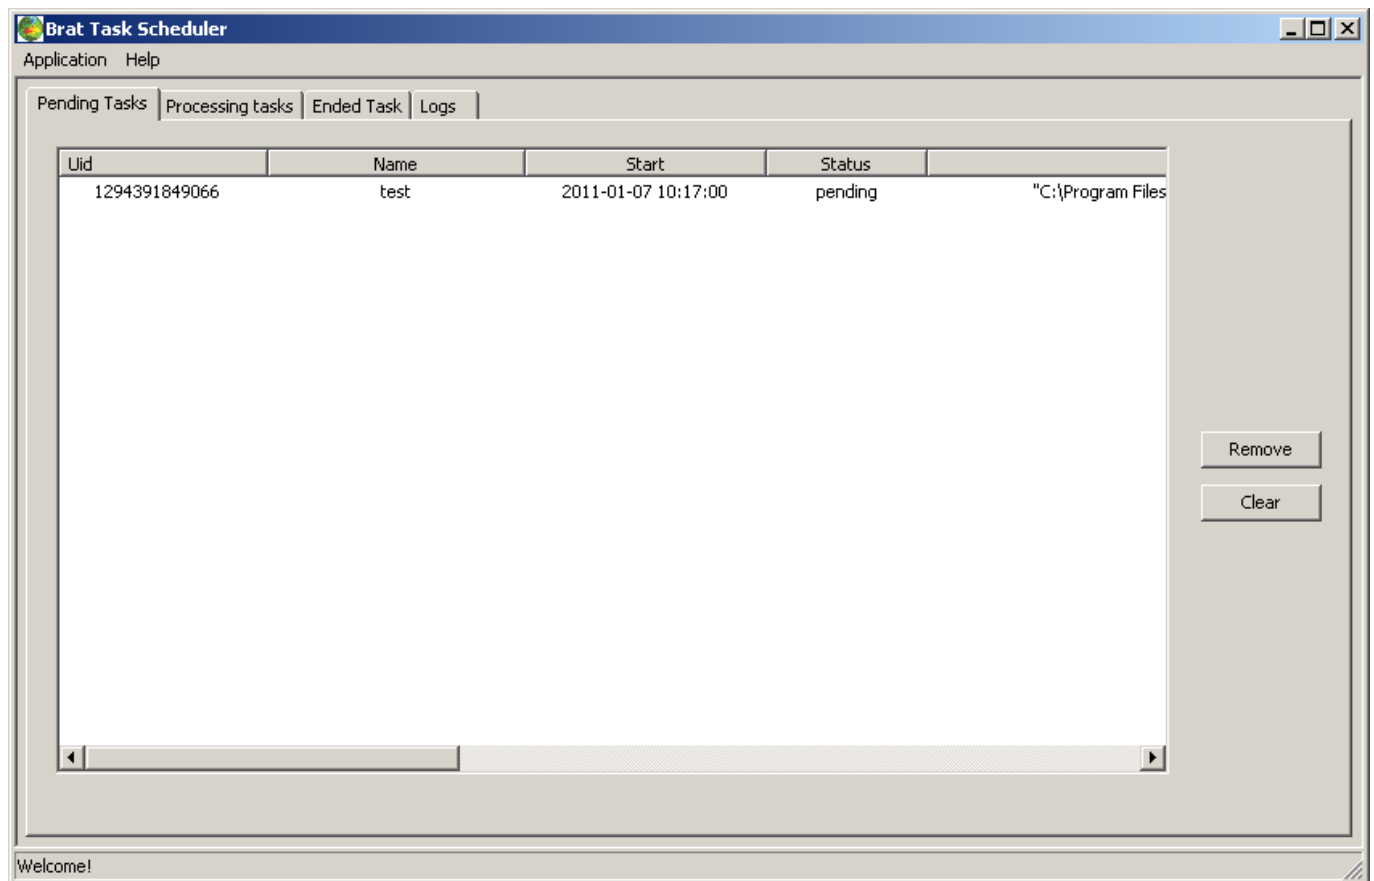 Brat Task Scheduler
Application Help
Pending Tasks Processing tasks Ended Task Logs
Uid Name Start Status
1294391849066 test 2011-01-07 10:17:00 pending "C:\Program Files
Remove
Clear
Welcome!